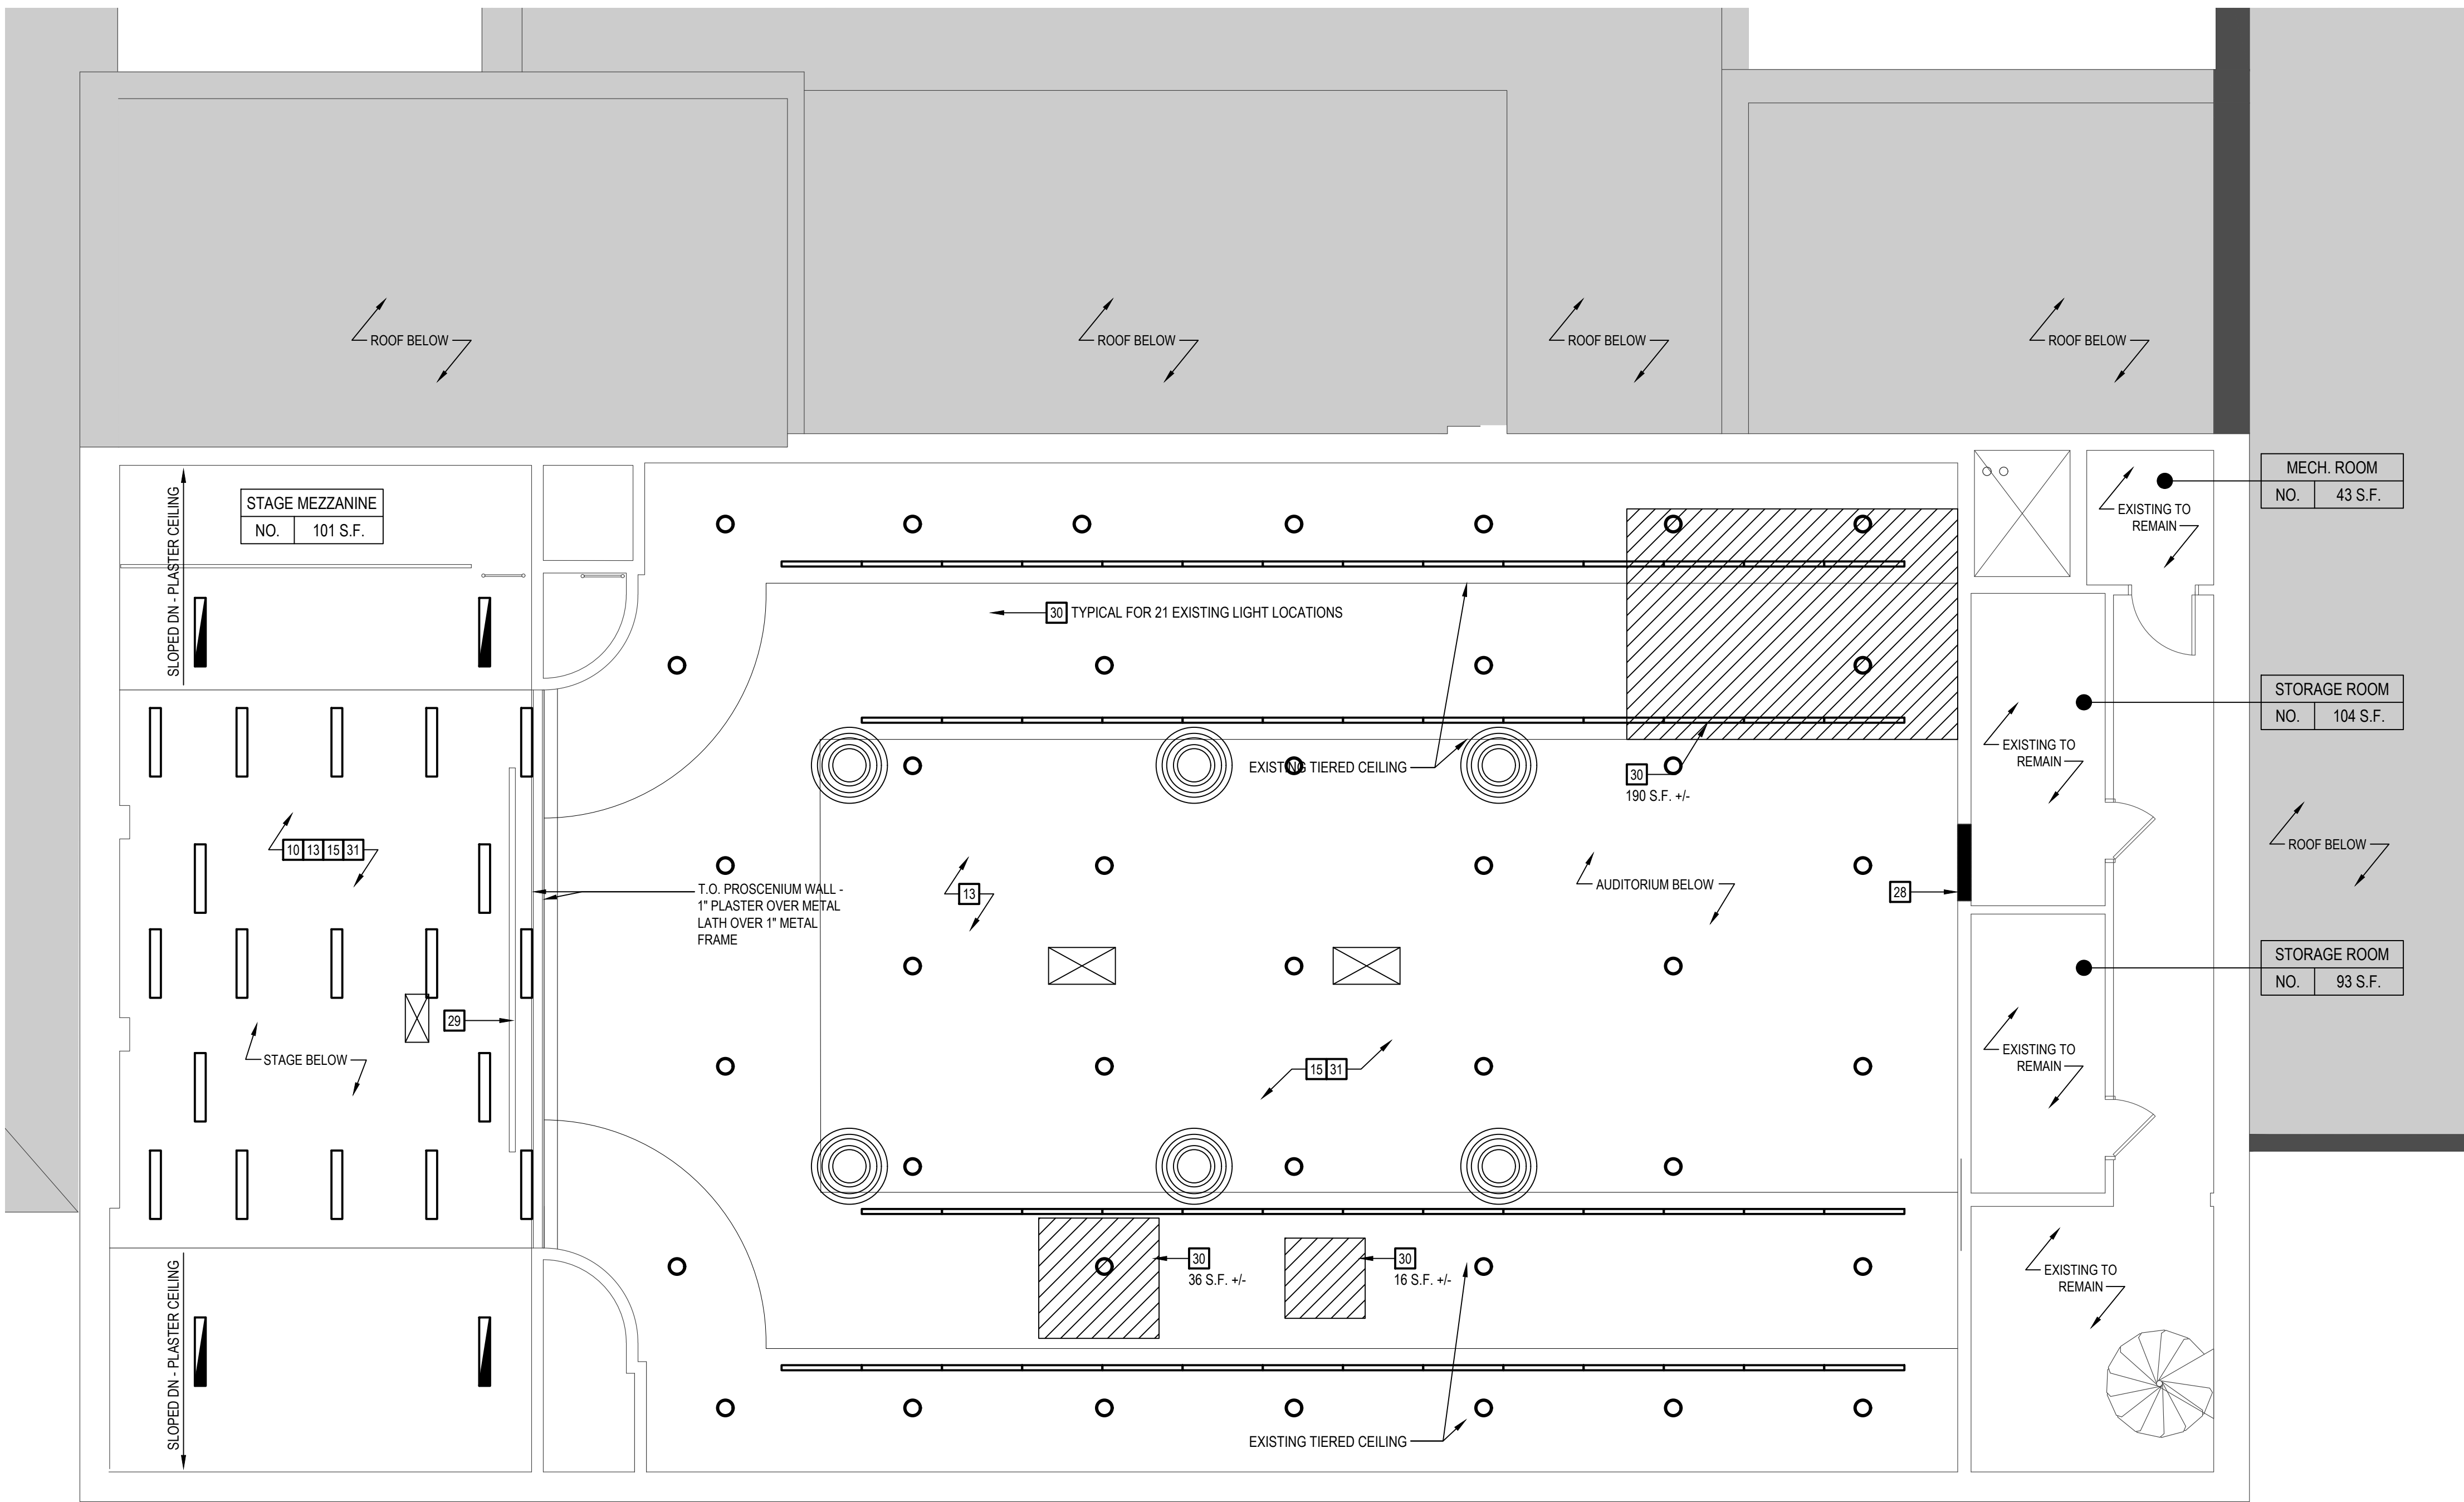 ROOF BELOW
ROOF BELOW
ROOF BELOW
ROOF BELOW
MECH. ROOM
NO. 43 S.F.
EXISTING TO
REMAIN
SLOPED DN - PLASTER CEILING
STAGE MEZZANINE
NO. 101 S.F.
30 TYPICAL FOR 21 EXISTING LIGHT LOCATIONS
STORAGE ROOM
NO. 104 S.F.
EXISTING TO
REMAIN
EXISTING TIERED CEILING
30
190 S.F. +/-
10 13 15 31
T.O. PROSCENIUM WALL -
1" PLASTER OVER METAL
LATH OVER 1" METAL
FRAME
13
AUDITORIUM BELOW
28
ROOF BELOW
STORAGE ROOM
NO. 93 S.F.
29
STAGE BELOW
15 31
EXISTING TO
REMAIN
SLOPED DN - PLASTER CEILING
30
36 S.F. +/-
30
16 S.F. +/-
EXISTING TO
REMAIN
EXISTING TIERED CEILING